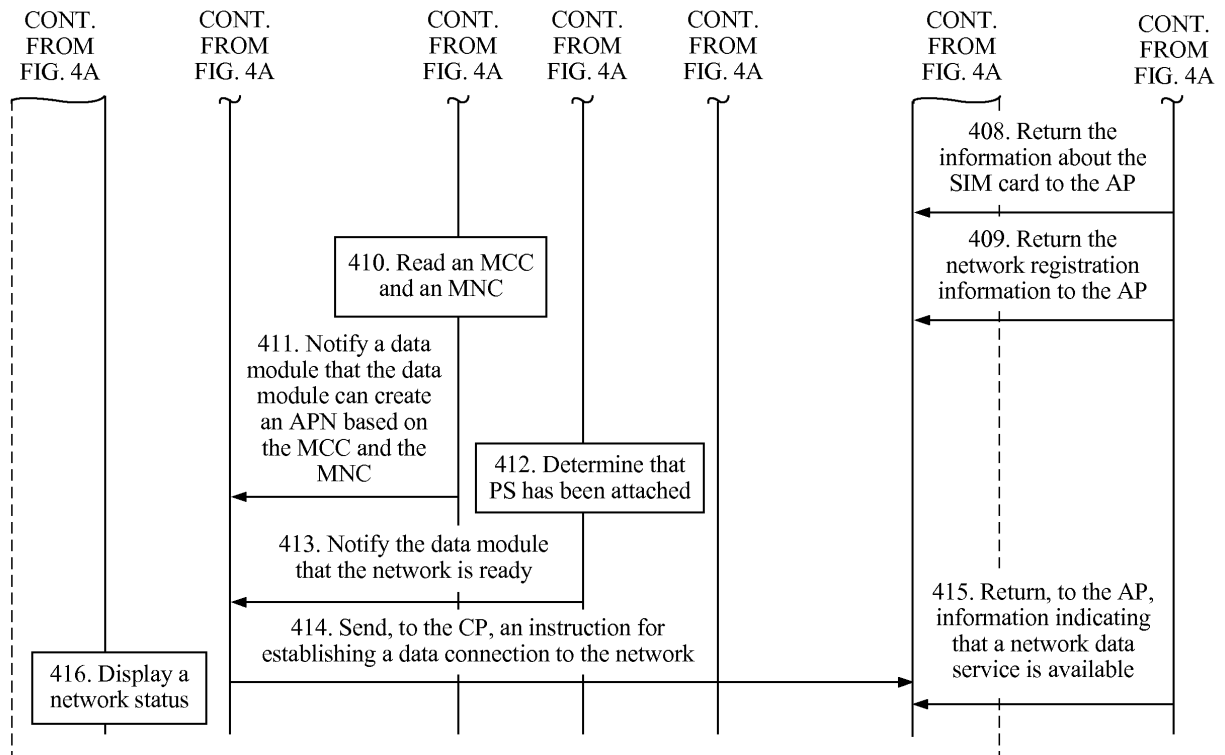 CONT.
FROM
FIG. 4A
CONT.
FROM
FIG. 4A
CONT.
FROM
FIG. 4A
CONT.
FROM
FIG. 4A
CONT.
FROM
FIG. 4A
CONT.
FROM
FIG. 4A
CONT.
FROM
FIG. 4A
408. Return the
information about the
SIM card to the AP
409. Return the
network registration
information to the AP
410. Read an MCC
and an MNC
411. Notify a data
module that the data
module can create
an APN based on
the MCC and the
MNC
412. Determine that
PS has been attached
413. Notify the data module
that the network is ready
414. Send, to the CP, an instruction for
establishing a data connection to the network
415. Return, to the AP,
information indicating
that a network data
service is available
416. Display a
network status